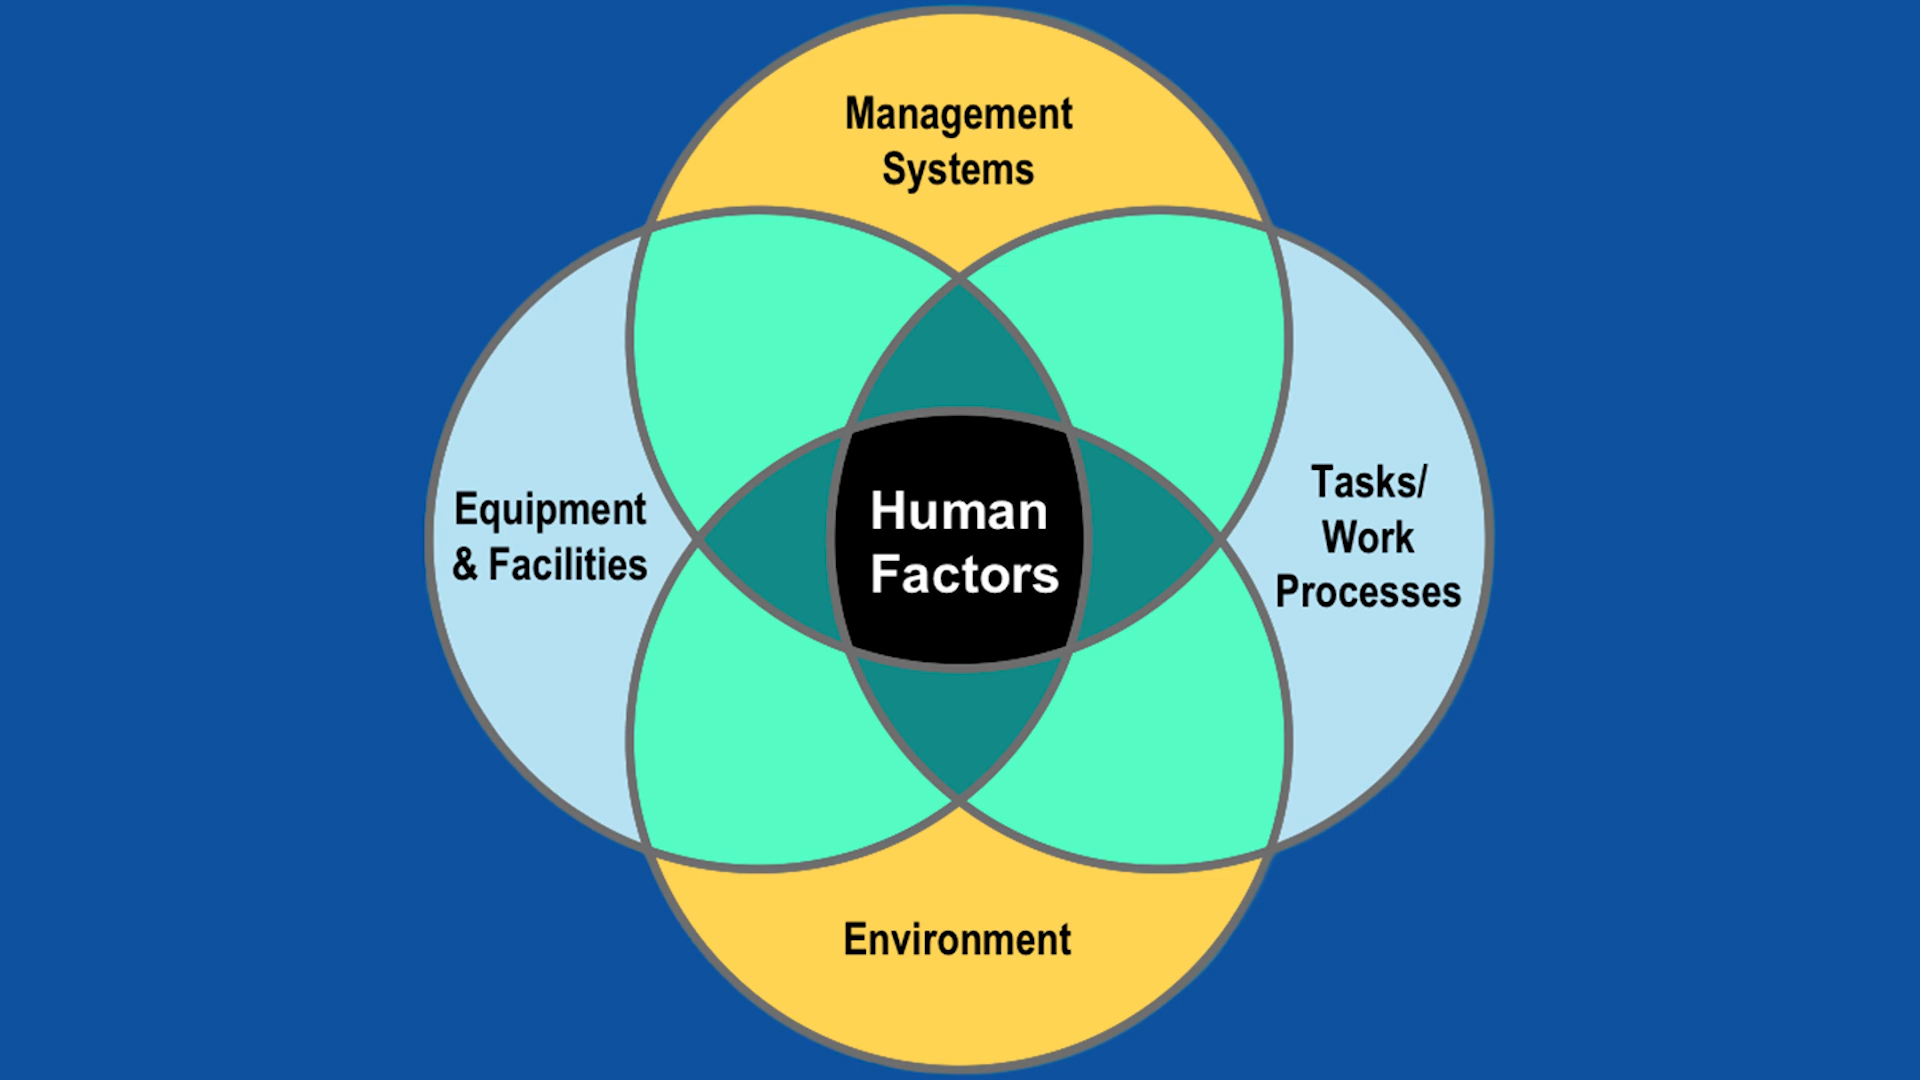 Management
Systems
Equipment
& Facilities
Human
Factors
Tasks/
Work
Processes
Environment